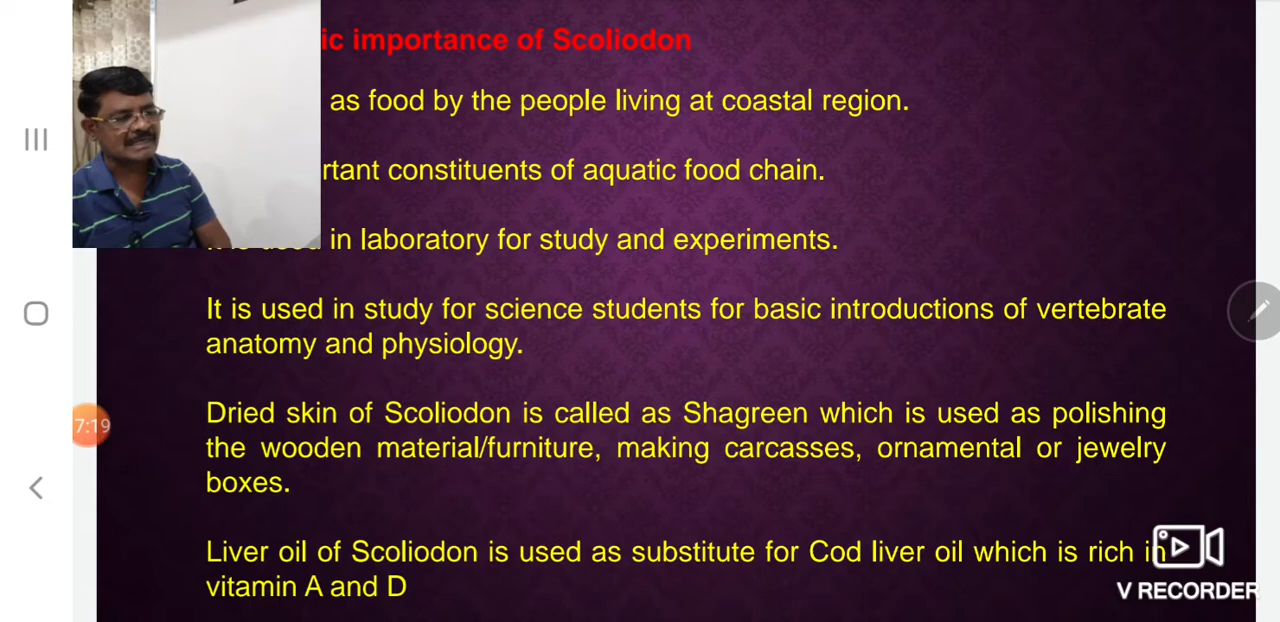 ic importance of Scoliodon
as food by the people living at coastal region.
rtant constituents of aquatic food chain.
in laboratory for study and experiments.
It is used in study for science students for basic introductions of vertebrate
anatomy and physiology.
Dried skin of Scoliodon is called as Shagreen which is used as polishing
the wooden material/furniture, making carcasses, ornamental or jewelry
boxes.
7:19
Liver oil of Scoliodon is used as substitute for Cod liver oil which is rich in
vitamin A and D
V RECORDER